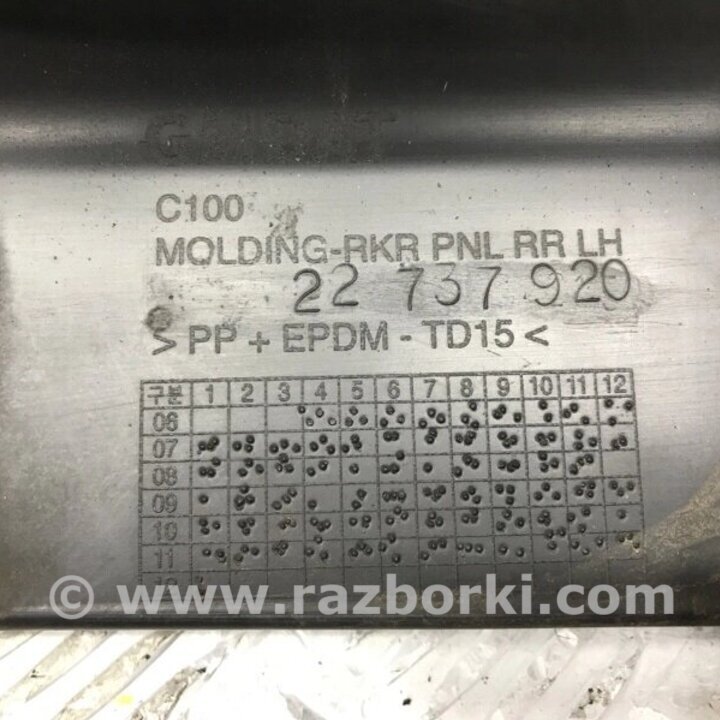 C100
MOLDING-RKR PNL RR LH
22 737 920
> PP + EPDM - TD15 <
구분 1 2 3 4 5 6 7 8 9 10 11 12
06
07
08
09
10
11
© www.razborki.com